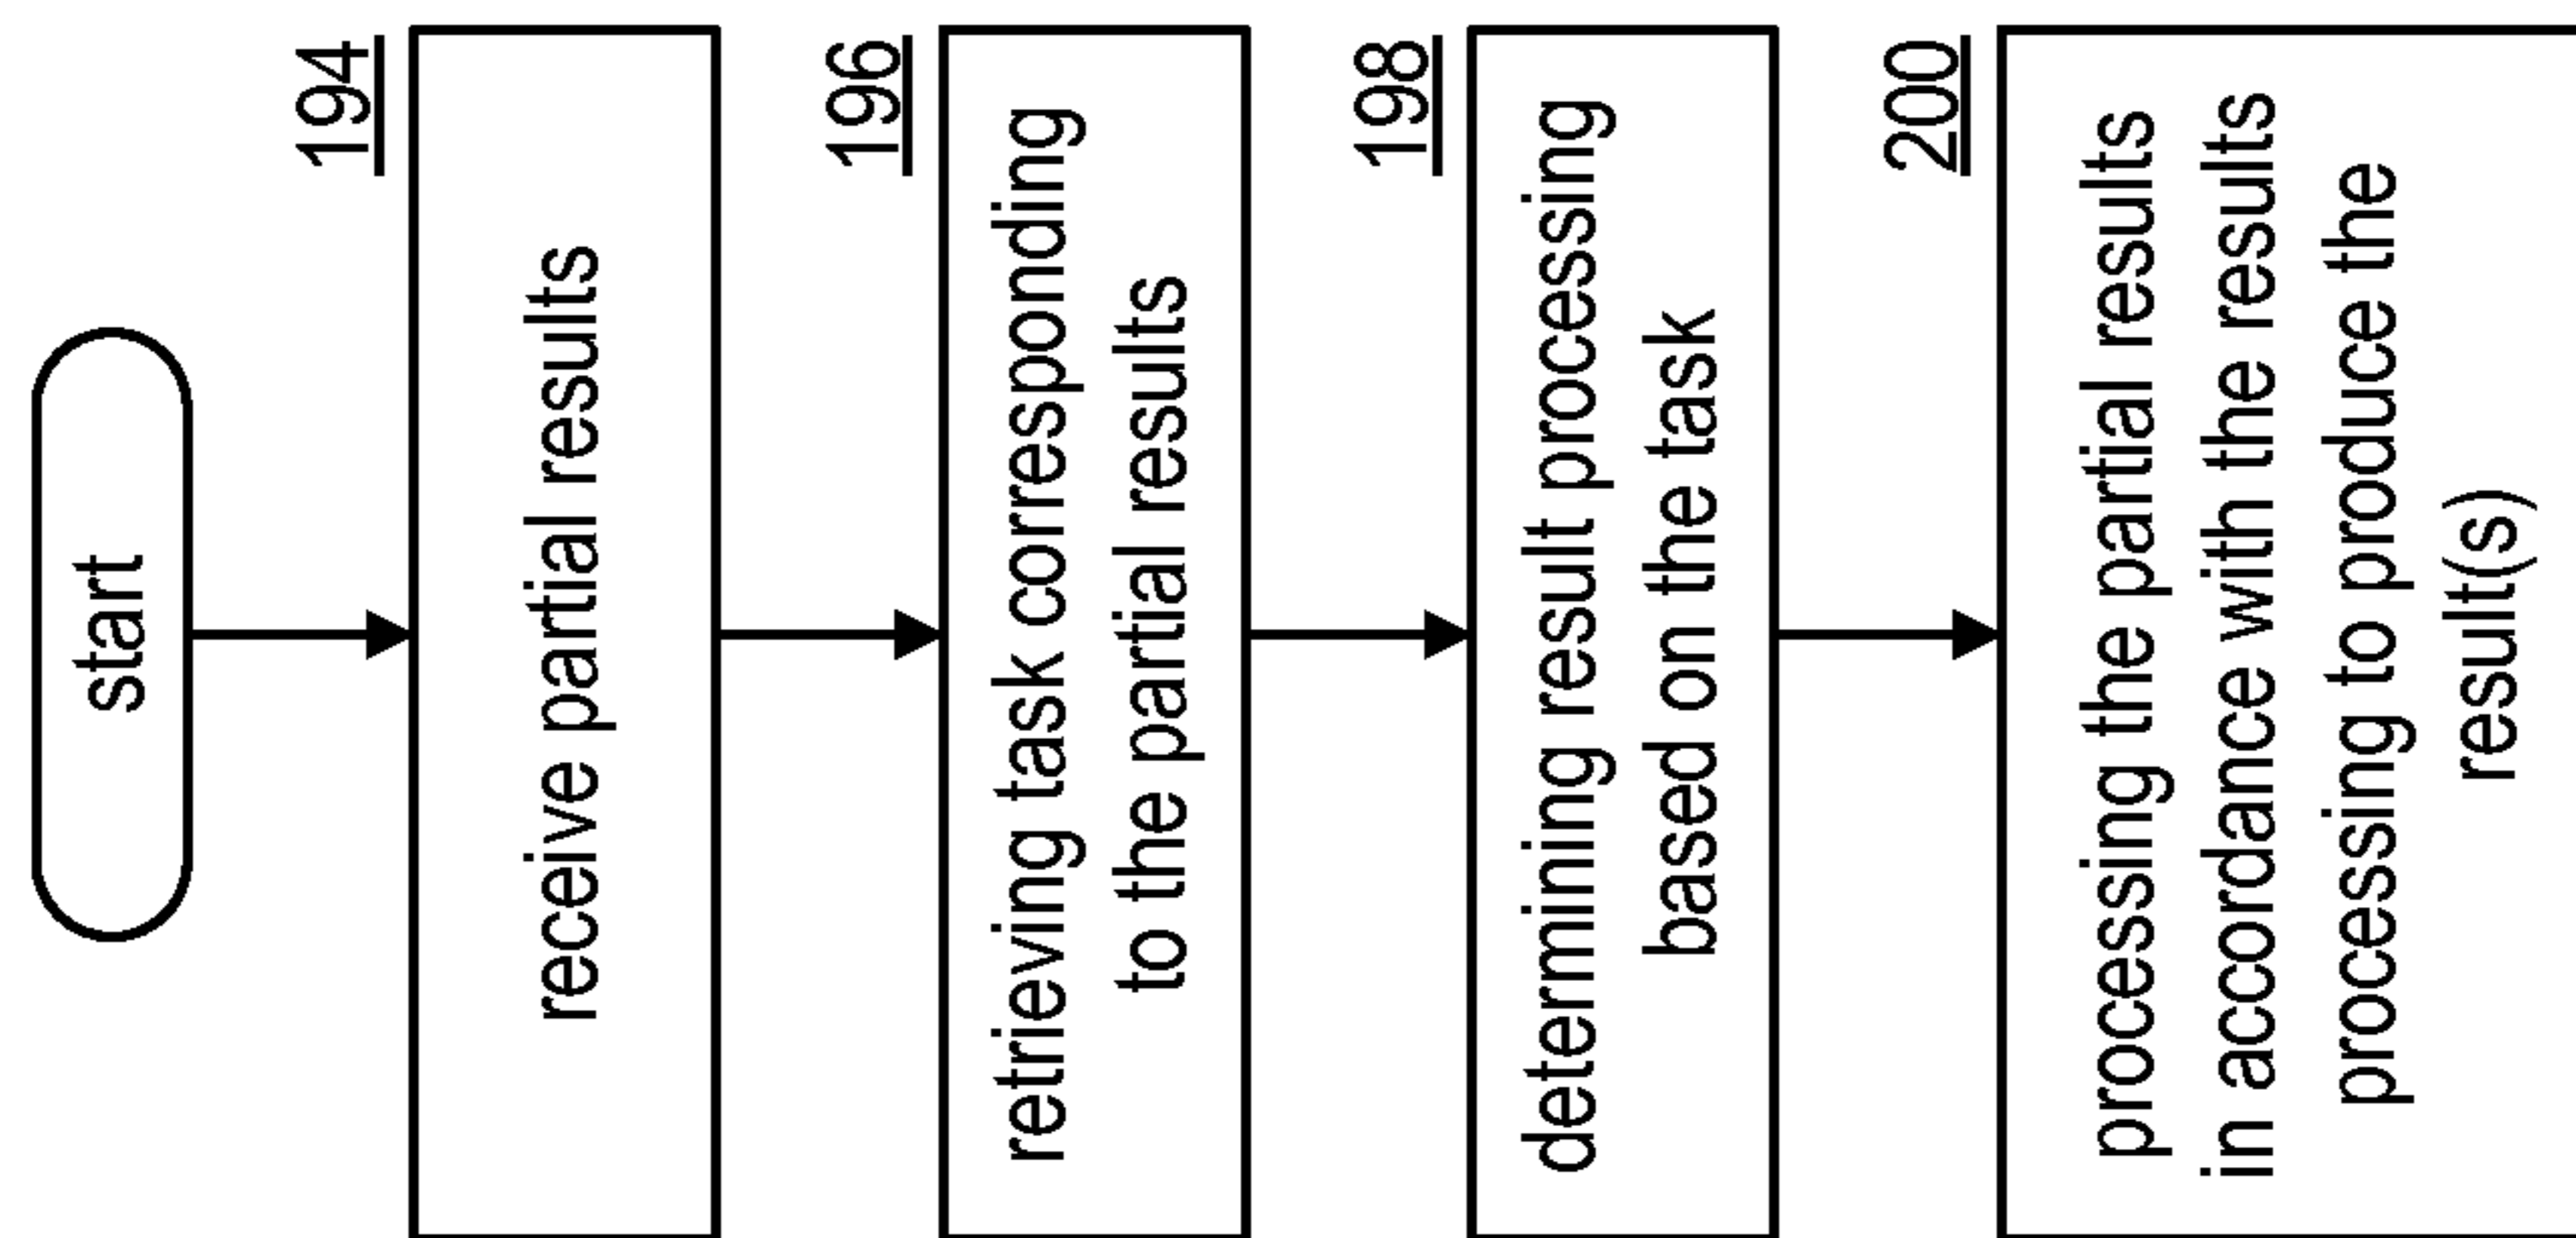 start
194
receive partial results
196
retrieving task corresponding
to the partial results
198
determining result processing
based on the task
200
processing the partial results
in accordance with the results
processing to produce the
result(s)